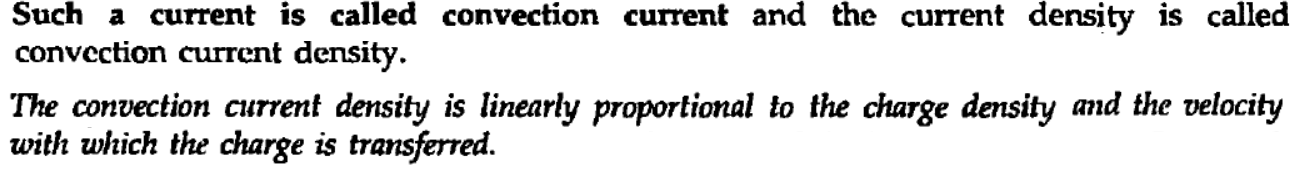 Such a current is called convection current and the current density is called
convection current density.
The convection current density is linearly proportional to the charge density and the velocity
with which the charge is transferred.